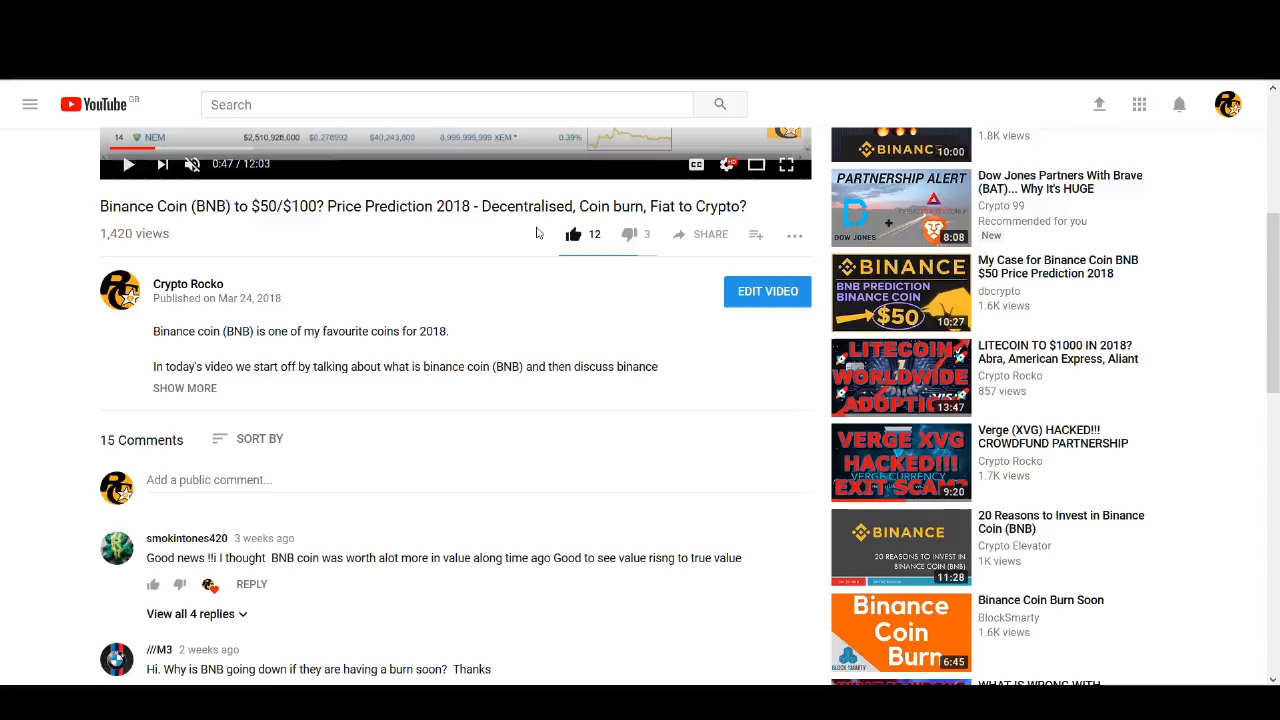 YouTube GB
Search
14 NEM $2,510,928,000 $0.278992 $40,243,800 8,999,999,999 XEM * 0.39%
0:47 / 12:03
CC
HD
Binance Coin (BNB) to $50/$100? Price Prediction 2018 - Decentralised, Coin burn, Fiat to Crypto?
1,420 views
12
3
SHARE
Crypto Rocko
Published on Mar 24, 2018
EDIT VIDEO
Binance coin (BNB) is one of my favourite coins for 2018.
In today's video we start off by talking about what is binance coin (BNB) and then discuss binance
SHOW MORE
15 Comments
SORT BY
Add a public comment...
smokintones420 3 weeks ago
Good news !!i I thought BNB coin was worth alot more in value along time ago Good to see value risng to true value
REPLY
View all 4 replies
///M3 2 weeks ago
Hi. Why is BNB going down if they are having a burn soon? Thanks
BINANCE
10:00
1.8K views
PARTNERSHIP ALERT
DOW JONES
8:08
Dow Jones Partners With Brave
(BAT)... Why It's HUGE
Crypto 99
Recommended for you
New
BINANCE
BNB PREDICTION
BINANCE COIN
$50
10:27
My Case for Binance Coin BNB
$50 Price Prediction 2018
dbcrypto
1.6K views
LITECOIN
WORLDWIDE
ADOPTION
VISA
13:47
LITECOIN TO $1000 IN 2018?
Abra, American Express, Aliant
Crypto Rocko
857 views
VERGE XVG
HACKED!!!
VERGE CURRENCY
EXIT SCAM?
9:20
Verge (XVG) HACKED!!!
CROWDFUND PARTNERSHIP
Crypto Rocko
1.7K views
BINANCE
20 REASONS TO INVEST IN
BINANCE COIN (BNB)
11:28
20 Reasons to Invest in Binance
Coin (BNB)
Crypto Elevator
1K views
Binance
Coin
Burn
BLOCK SMARTY
6:45
Binance Coin Burn Soon
BlockSmarty
1.6K views
WHAT IS WRONG WITH